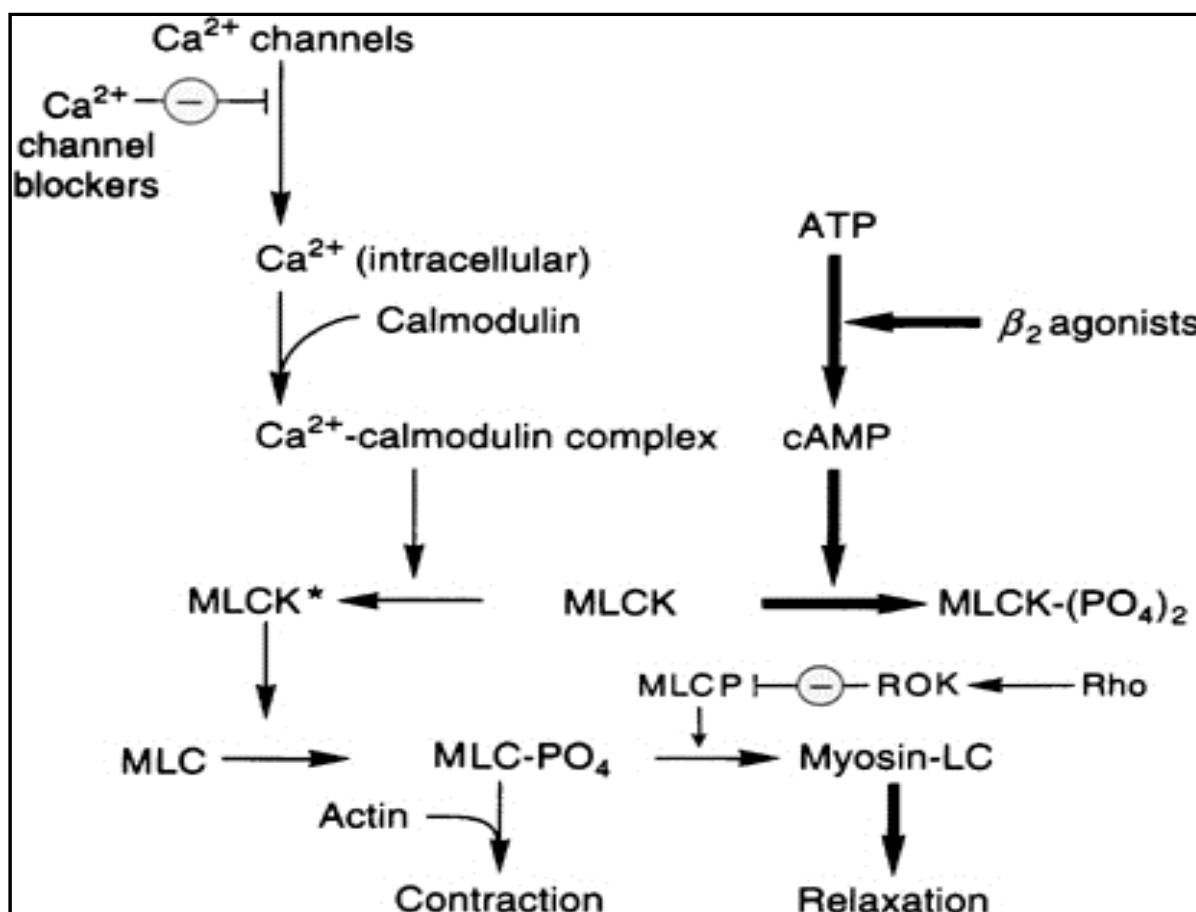 Ca²⁺ channels
Ca²⁺ −
channel
blockers
ATP
Ca²⁺ (intracellular)
Calmodulin
β₂ agonists
Ca²⁺-calmodulin complex
cAMP
MLCK* MLCK MLCK-(PO₄)₂
MLCP − ROK Rho
MLC MLC-PO₄ Myosin-LC
Actin
Contraction Relaxation